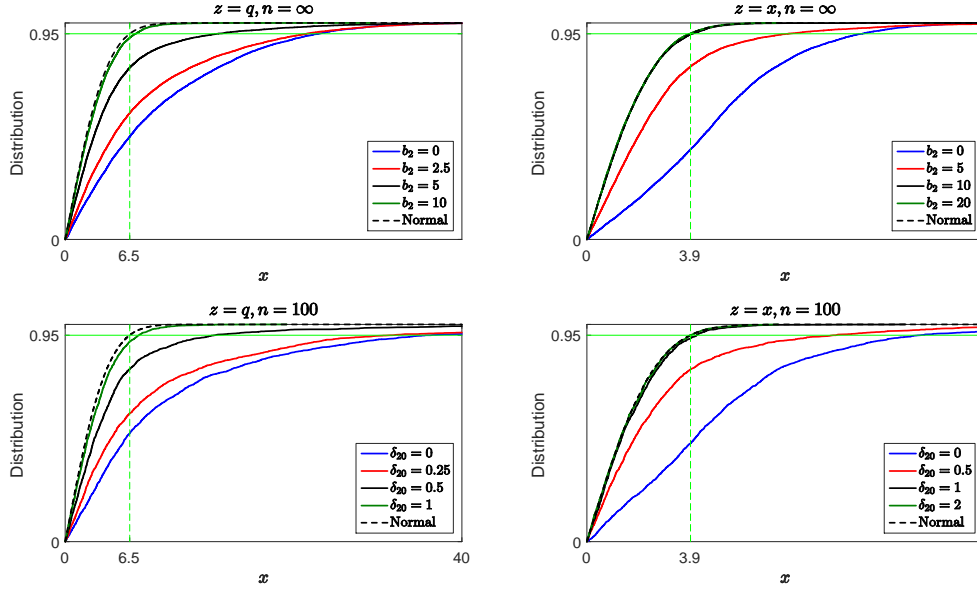 z = q, n = ∞
0.95
Distribution
0
b₂ = 0
b₂ = 2.5
b₂ = 5
b₂ = 10
Normal
0 6.5 40
x
z = x, n = ∞
0.95
Distribution
0
b₂ = 0
b₂ = 5
b₂ = 10
b₂ = 20
Normal
0 3.9
x
z = q, n = 100
0.95
Distribution
0
δ₂₀ = 0
δ₂₀ = 0.25
δ₂₀ = 0.5
δ₂₀ = 1
Normal
0 6.5 40
x
z = x, n = 100
0.95
Distribution
0
δ₂₀ = 0
δ₂₀ = 0.5
δ₂₀ = 1
δ₂₀ = 2
Normal
0 3.9
x